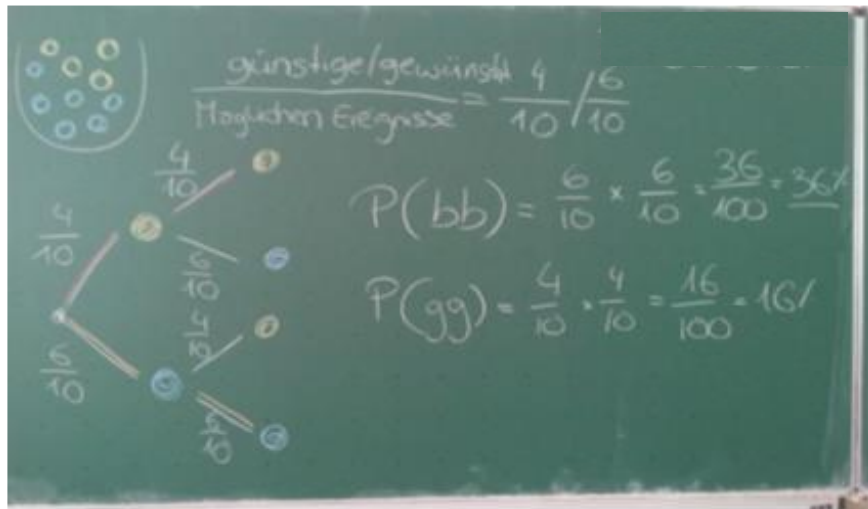 günstige/gewünscht
Möglichen Ereignisse
= 4/10 / 6/10
4/10
4/10
6/10
4/10
6/10
6/10
P(bb) = 6/10 × 6/10 = 36/100 = 36%
P(gg) = 4/10 × 4/10 = 16/100 = 16%